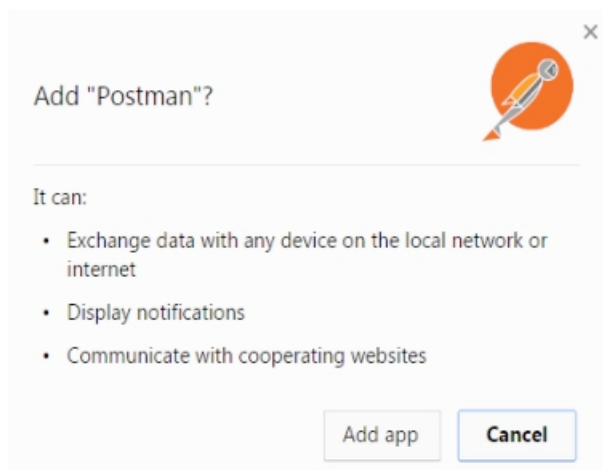 Add "Postman"?
It can:
• Exchange data with any device on the local network or
internet
• Display notifications
• Communicate with cooperating websites
Add app
Cancel